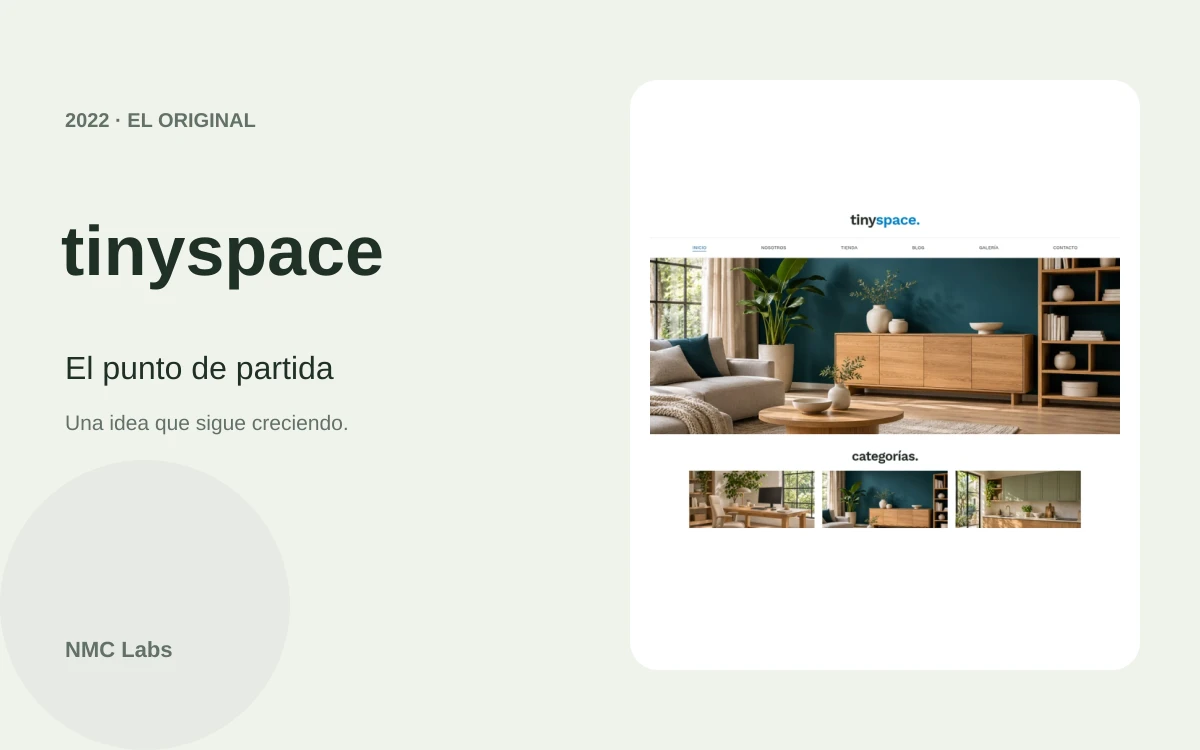 2022 · EL ORIGINAL
tinyspace
El punto de partida
Una idea que sigue creciendo.
NMC Labs
tinyspace.
INICIO NOSOTROS TIENDA BLOG GALERÍA CONTACTO
categorías.